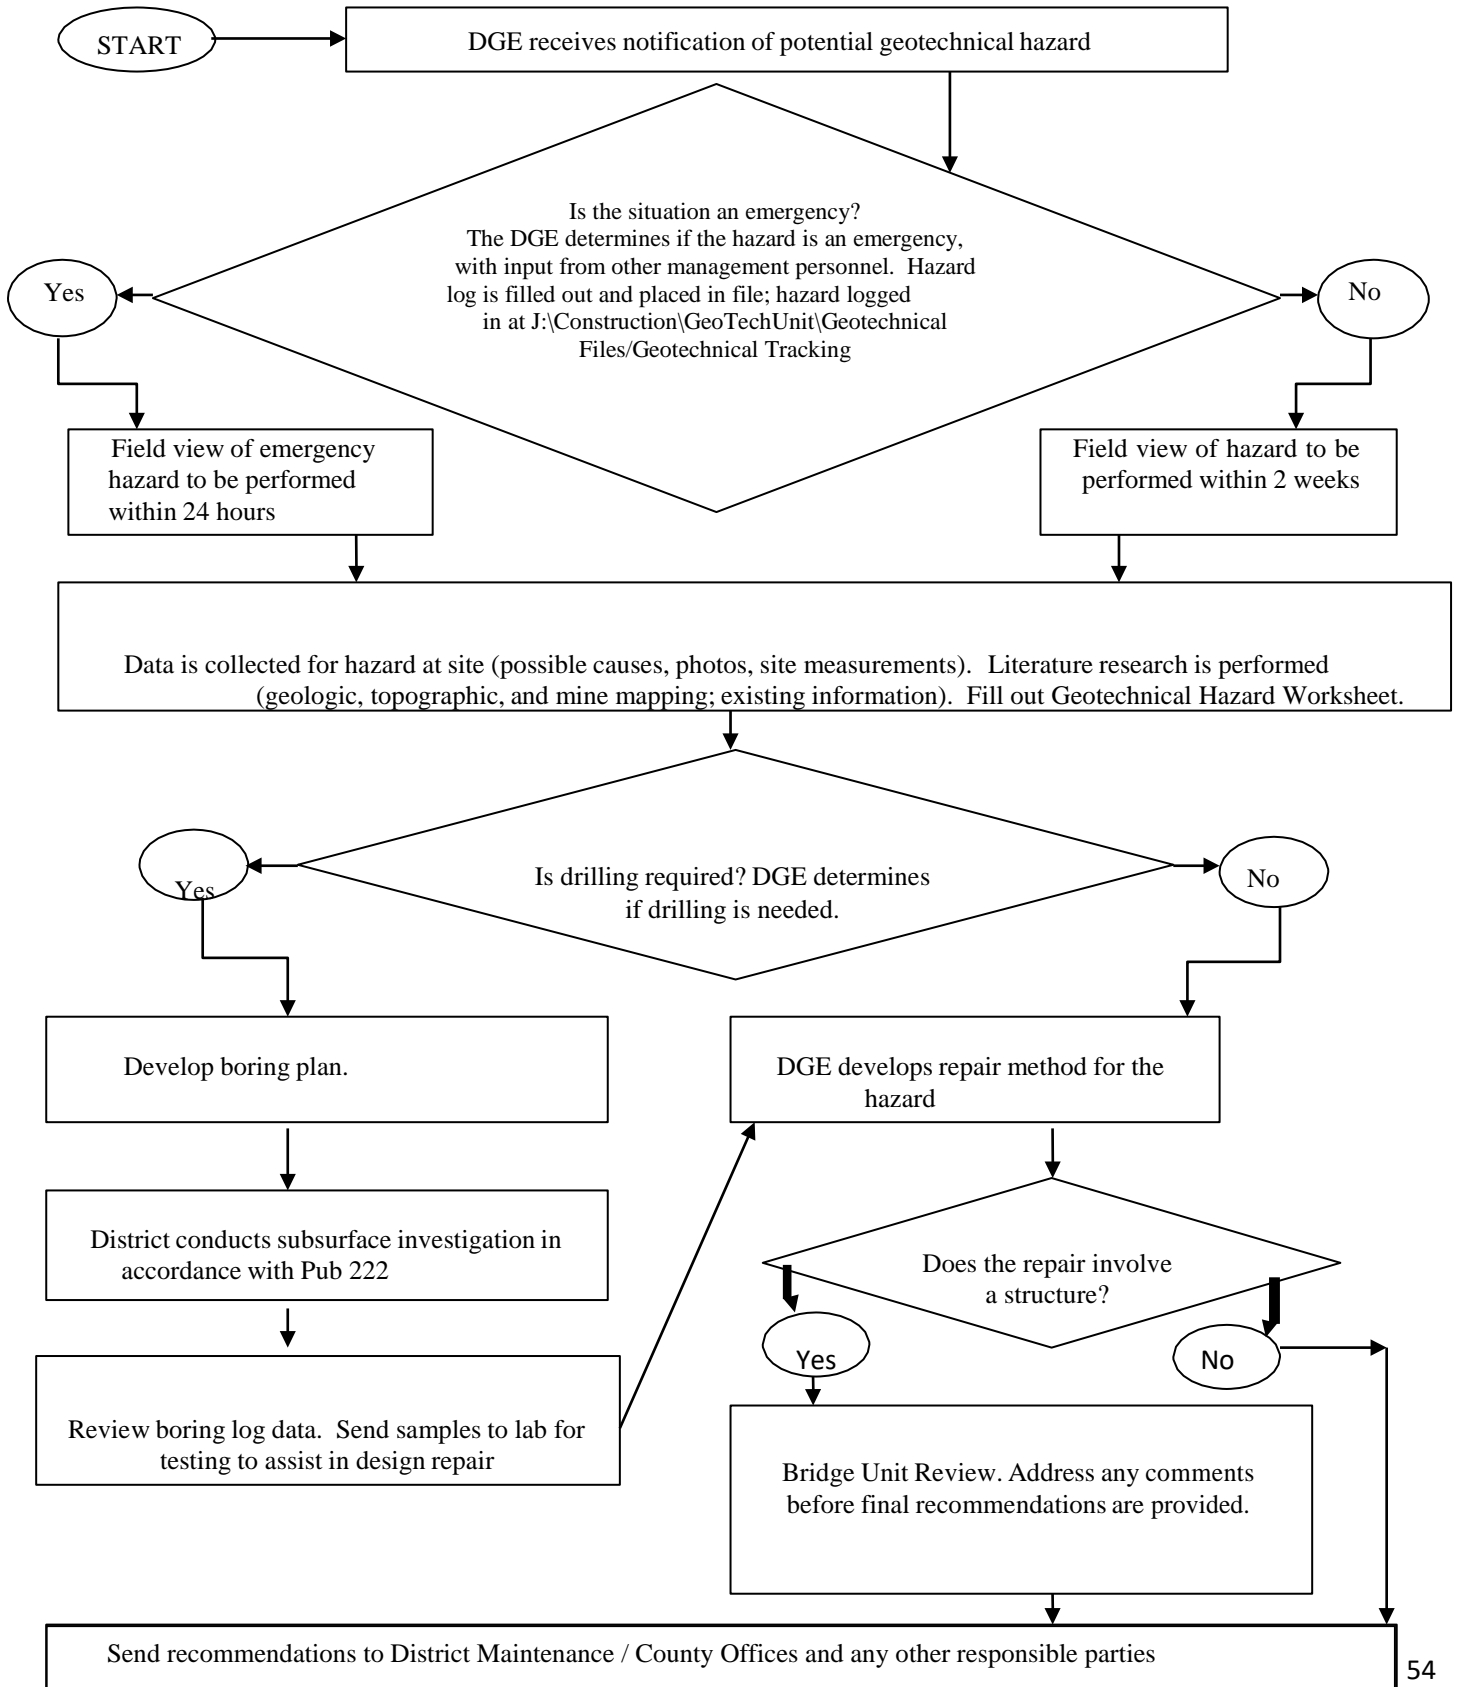 START
DGE receives notification of potential geotechnical hazard
Is the situation an emergency?
The DGE determines if the hazard is an emergency,
with input from other management personnel. Hazard
log is filled out and placed in file; hazard logged
in at J:\Construction\GeoTechUnit\Geotechnical
Files/Geotechnical Tracking
Yes
No
Field view of emergency
hazard to be performed
within 24 hours
Field view of hazard to be
performed within 2 weeks
Data is collected for hazard at site (possible causes, photos, site measurements). Literature research is performed
(geologic, topographic, and mine mapping; existing information). Fill out Geotechnical Hazard Worksheet.
Is drilling required? DGE determines
if drilling is needed.
Yes
No
Develop boring plan.
DGE develops repair method for the
hazard
District conducts subsurface investigation in
accordance with Pub 222
Does the repair involve
a structure?
Yes
No
Review boring log data. Send samples to lab for
testing to assist in design repair
Bridge Unit Review. Address any comments
before final recommendations are provided.
Send recommendations to District Maintenance / County Offices and any other responsible parties
54